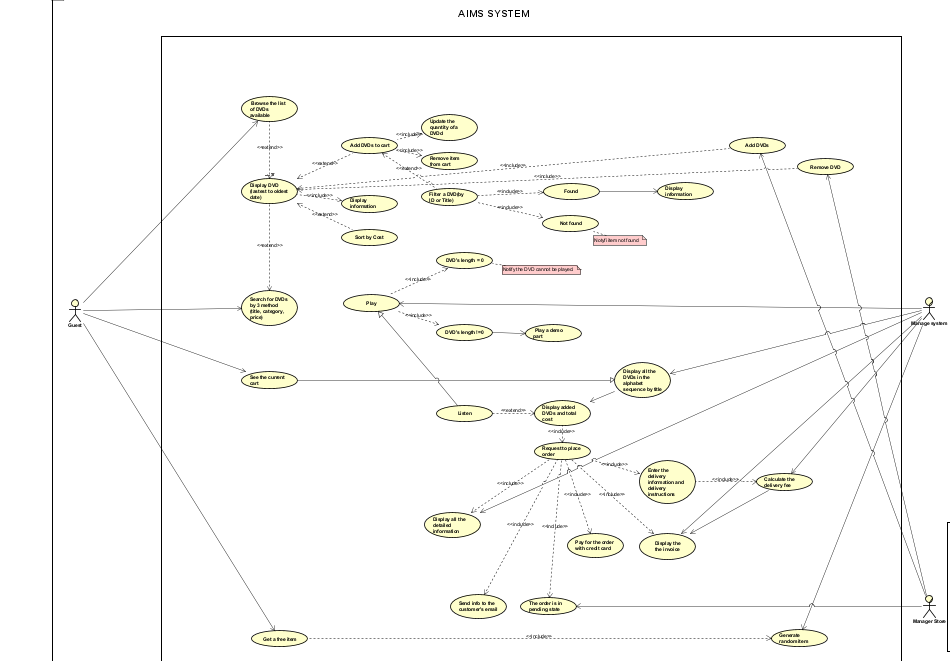 AIMS SYSTEM
Browse the list
of DVDs
available
<<extend>>
Update the
quantity of a
DVDd
<<include>>
Add DVDs to cart
<<include>>
Remove item
from cart
<<extend>>
<<extend>>
Add DVDs
<<include>>
Remove DVD
<<include>>
Display DVD
(lastest to oldest
date)
<<include>>
Display
information
Filter a DVD(by
ID or Title)
<<include>>
Found
Display
information
<<include>>
<<extend>>
Not found
Sort by Cost
Notify item not found
<<extend>>
DVD's length = 0
Notify the DVD cannot be played
<<include>>
Search for DVDs
by 3 method
(title, category,
price)
Play
<<include>>
Guest
Manage system
DVD's length !=0
Play a demo
part
See the current
cart
Display all the
DVDs in the
alphabet
sequence by title
Listen
<<extend>>
Display added
DVDs and total
cost
<<include>>
Request to place
order
<<include>>
Enter the
delivery
information and
delivery
instructions
<<include>>
Calculate the
delivery fee
<<include>>
<<include>>
<<include>>
<<include>>
<<include>>
Display all the
detailed
information
Pay for the order
with credit card
Display the
the invoice
Send info to the
customer's email
The order is in
pending state
Manager Store
Get a free item
<<include>>
Generate
random item